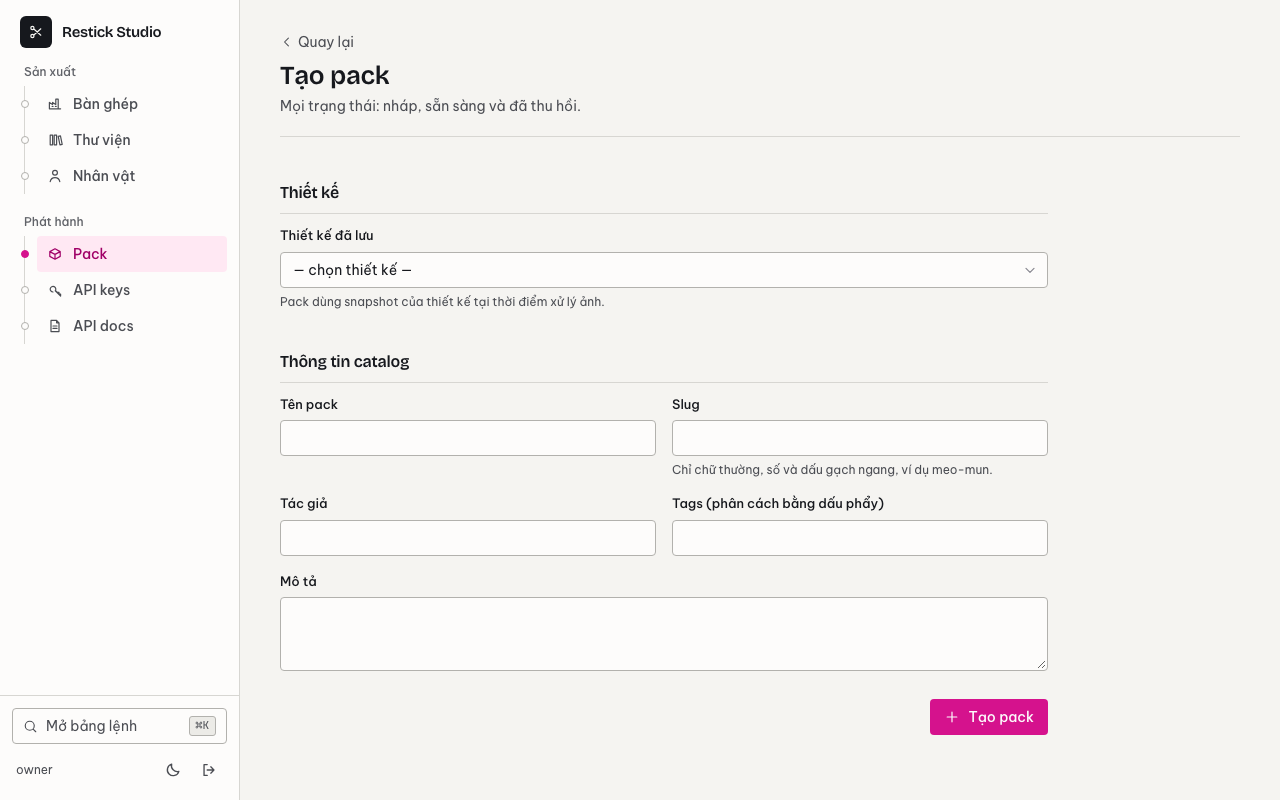 Restick Studio
Sản xuất
Bàn ghép
Thư viện
Nhân vật
Phát hành
Pack
API keys
API docs
Mở bảng lệnh
⌘K
owner
Quay lại
Tạo pack
Mọi trạng thái: nháp, sẵn sàng và đã thu hồi.
Thiết kế
Thiết kế đã lưu
— chọn thiết kế —
Pack dùng snapshot của thiết kế tại thời điểm xử lý ảnh.
Thông tin catalog
Tên pack
Slug
Chỉ chữ thường, số và dấu gạch ngang, ví dụ meo-mun.
Tác giả
Tags (phân cách bằng dấu phẩy)
Mô tả
Tạo pack